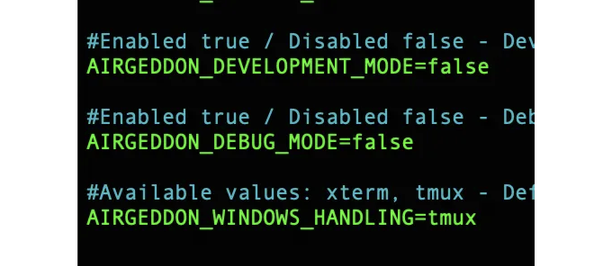 #Enabled true / Disabled false - Dev
AIRGEDDON_DEVELOPMENT_MODE=false
#Enabled true / Disabled false - Deb
AIRGEDDON_DEBUG_MODE=false
#Available values: xterm, tmux - Def
AIRGEDDON_WINDOWS_HANDLING=tmux